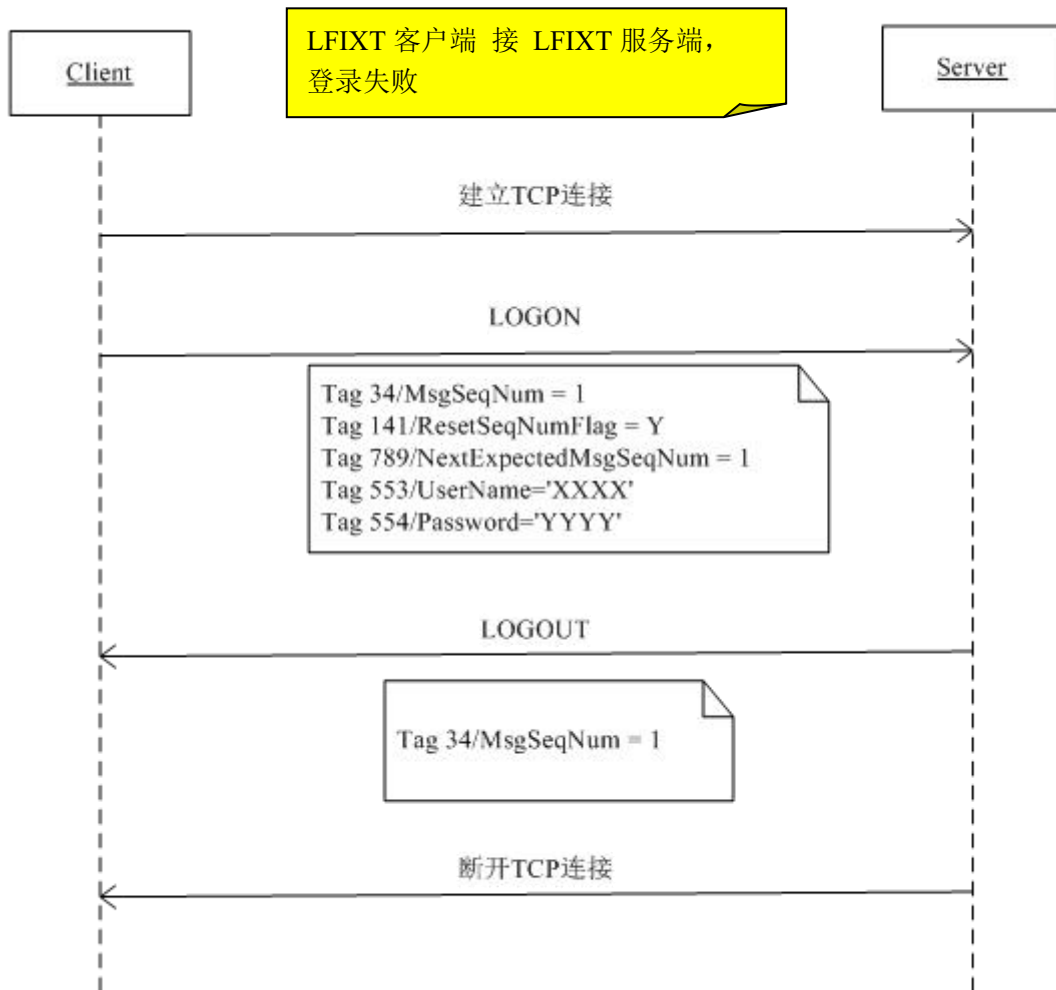 LFIXT 客户端 接 LFIXT 服务端，
登录失败
Client
Server
建立TCP连接
LOGON
Tag 34/MsgSeqNum = 1
Tag 141/ResetSeqNumFlag = Y
Tag 789/NextExpectedMsgSeqNum = 1
Tag 553/UserName='XXXX'
Tag 554/Password='YYYY'
LOGOUT
Tag 34/MsgSeqNum = 1
断开TCP连接